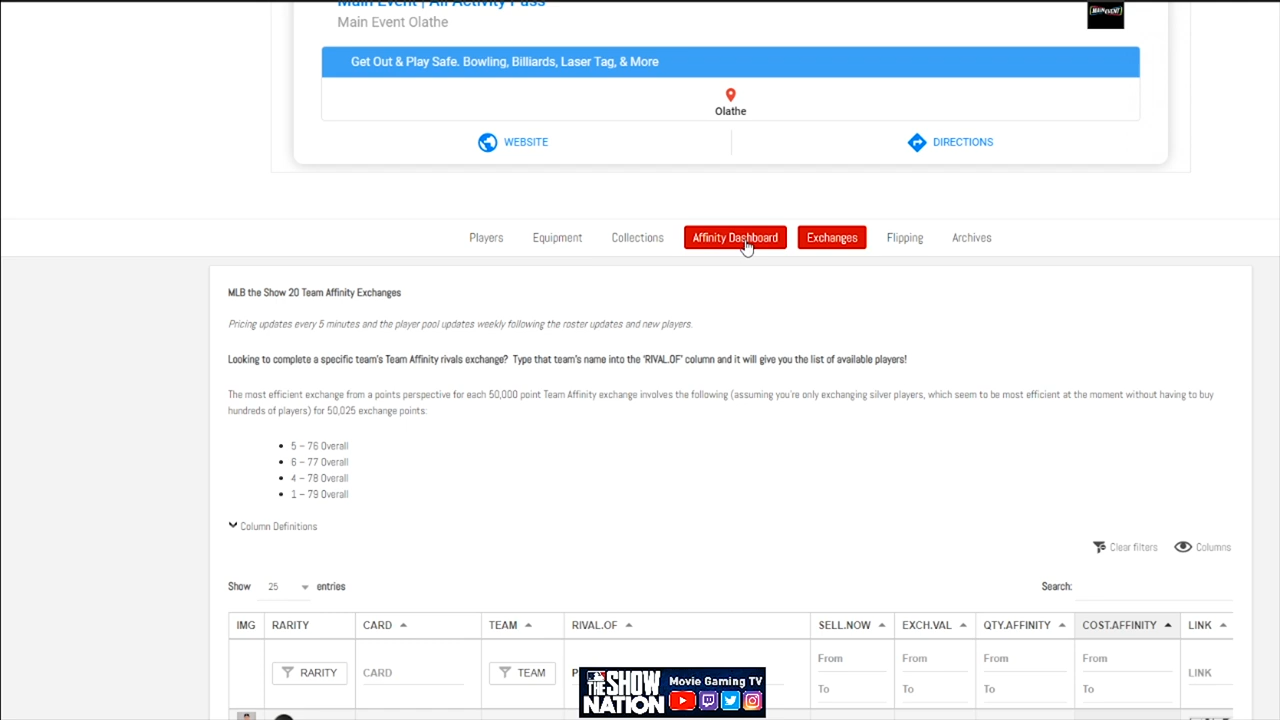 Main Event | All Activity Pass
Main Event Olathe
MAIN EVENT
Get Out & Play Safe. Bowling, Billiards, Laser Tag, & More
Olathe
WEBSITE
DIRECTIONS
Players
Equipment
Collections
Affinity Dashboard
Exchanges
Flipping
Archives
MLB the Show 20 Team Affinity Exchanges
Pricing updates every 5 minutes and the player pool updates weekly following the roster updates and new players.
Looking to complete a specific team's Team Affinity rivals exchange? Type that team's name into the 'RIVAL.OF' column and it will give you the list of available players!
The most efficient exchange from a points perspective for each 50,000 point Team Affinity exchange involves the following (assuming you're only exchanging silver players, which seem to be most efficient at the moment without having to buy
hundreds of players) for 50,025 exchange points:
5 – 76 Overall
6 – 77 Overall
4 – 78 Overall
1 – 79 Overall
Column Definitions
Clear filters
Columns
Show 25 entries
Search:
IMG RARITY CARD TEAM RIVAL.OF SELL.NOW EXCH.VAL QTY.AFFINITY COST.AFFINITY LINK
From From From From
RARITY CARD TEAM LINK
To To To To
THE SHOW
NATION
Movie Gaming TV